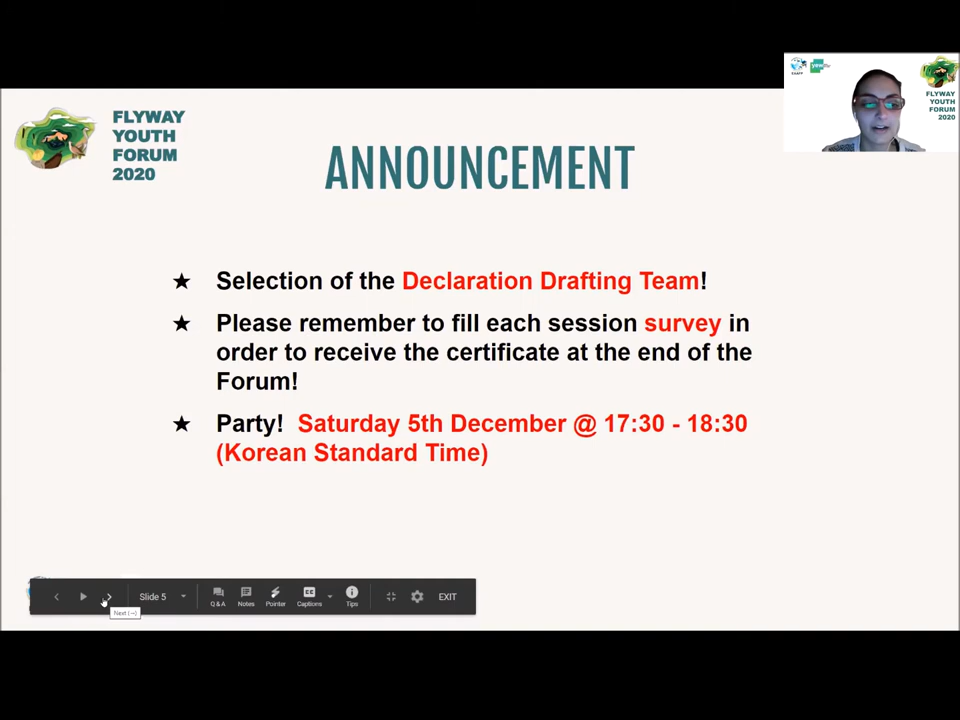 FLYWAY
YOUTH
FORUM
2020
ANNOUNCEMENT
EAAFP
yew
FLYWAY
YOUTH
FORUM
2020
★ Selection of the Declaration Drafting Team!
★ Please remember to fill each session survey in
order to receive the certificate at the end of the
Forum!
★ Party! Saturday 5th December @ 17:30 - 18:30
(Korean Standard Time)
Slide 5
Q&A
Notes
Pointer
Captions
Tips
EXIT
Next (→)